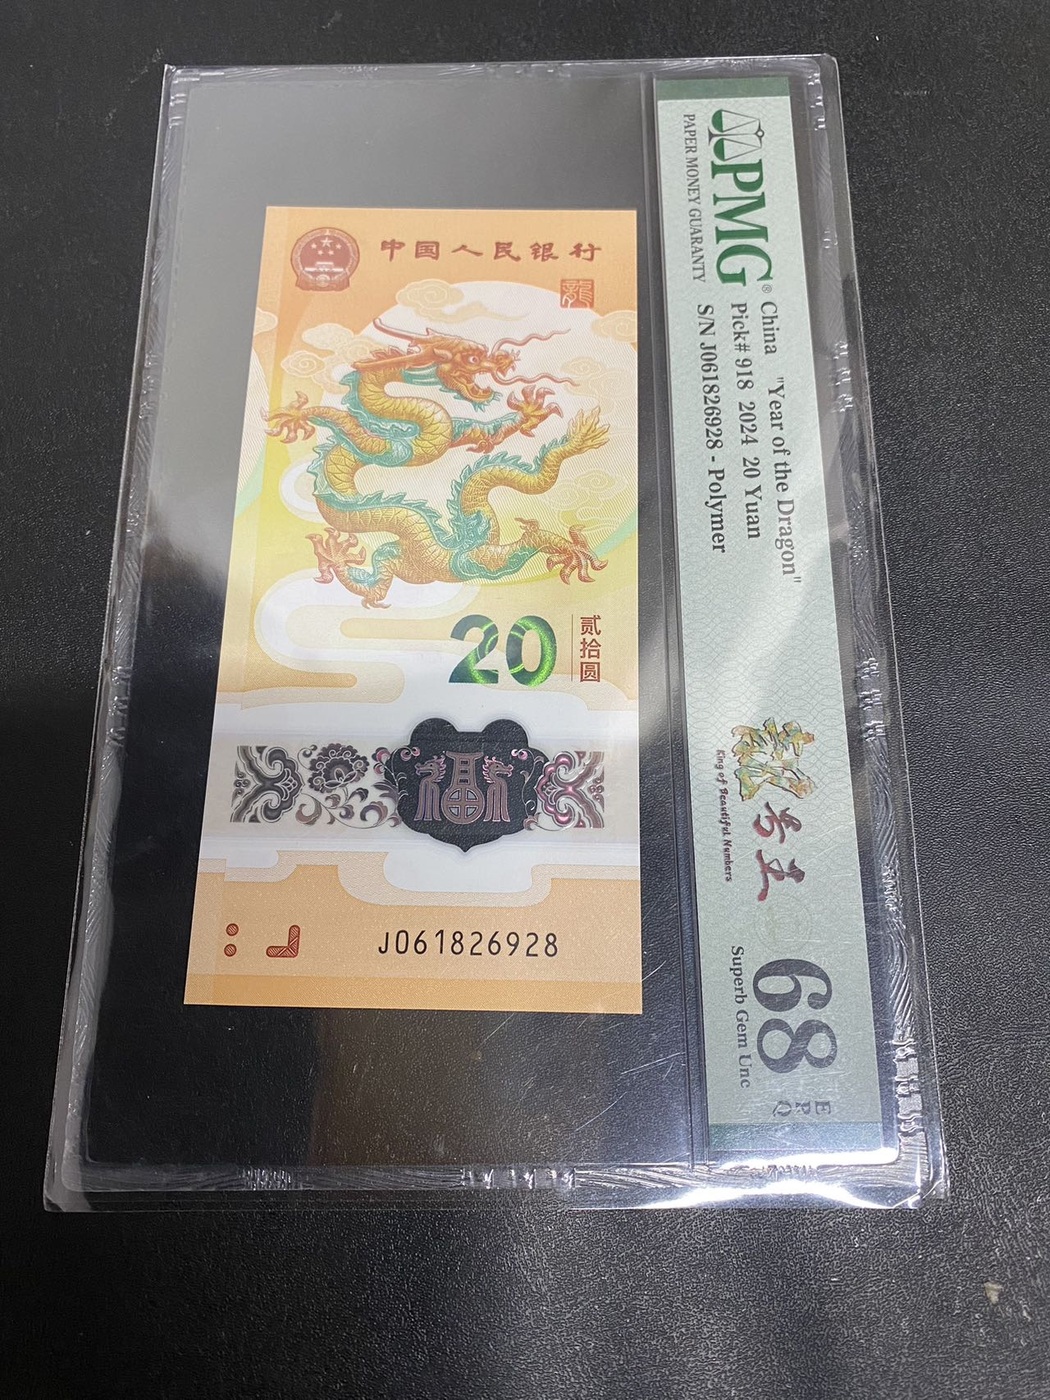 中国人民银行
龍
20
贰拾圆
J061826928
PMG®
PAPER MONEY GUARANTY
China "Year of the Dragon"
Pick# 918 2024 20 Yuan
S/N J061826928 - Polymer
King of Beautiful Numbers
68
EPQ
Superb Gem Unc